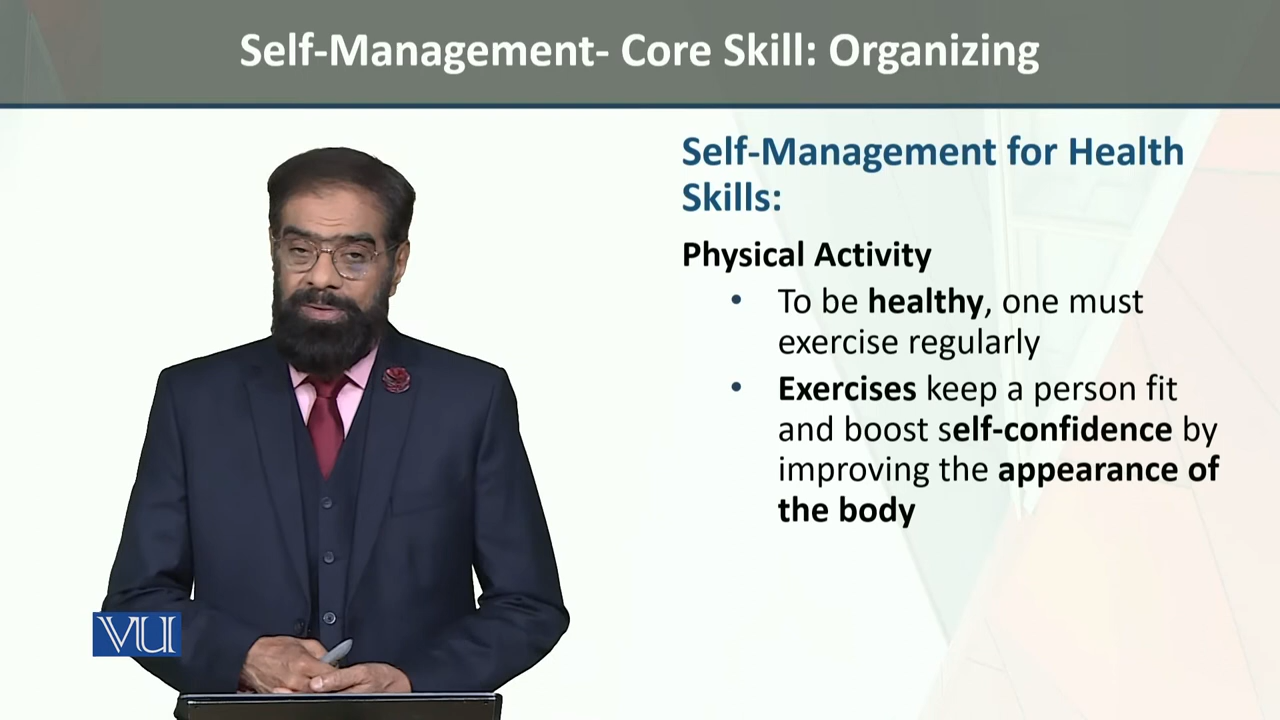 Self-Management- Core Skill: Organizing
Self-Management for Health
Skills:
Physical Activity
• To be healthy, one must
exercise regularly
• Exercises keep a person fit
and boost self-confidence by
improving the appearance of
the body
VU